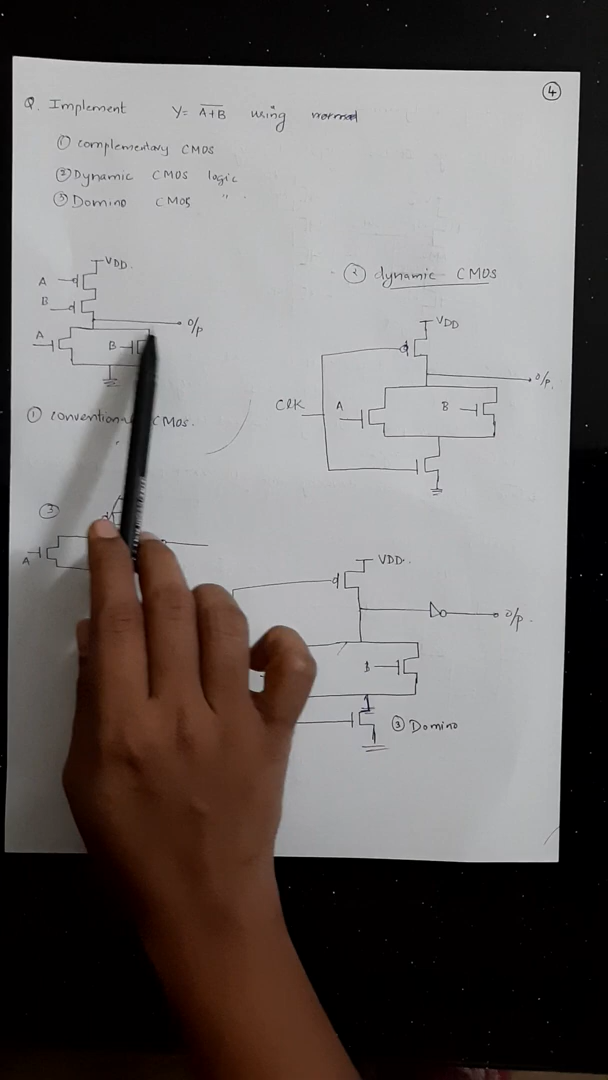 ④
Q. Implement Y= A̅+̅B̅ using normal
① complementary CMOS
② Dynamic CMOS logic
③ Domino CMOS "
VDD.
A
B
O/p
A B
① CMOS.
② dynamic CMOS
VDD
O/p.
Clk A B
③
A
VDD.
O/p.
B
③ Domino